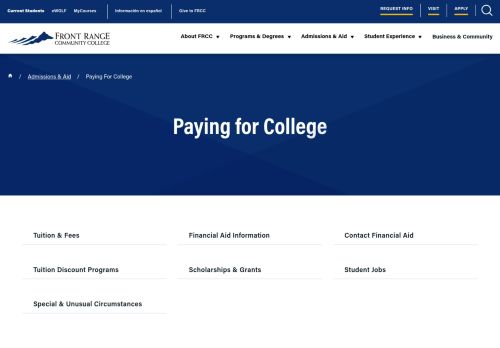 Current Students eWOLF MyCourses Información en español Give to FRCC REQUEST INFO VISIT APPLY
FRONT RANGE
COMMUNITY COLLEGE
About FRCC Programs & Degrees Admissions & Aid Student Experience Business & Community
/ Admissions & Aid / Paying For College
Paying for College
Tuition & Fees Financial Aid Information Contact Financial Aid
Tuition Discount Programs Scholarships & Grants Student Jobs
Special & Unusual Circumstances